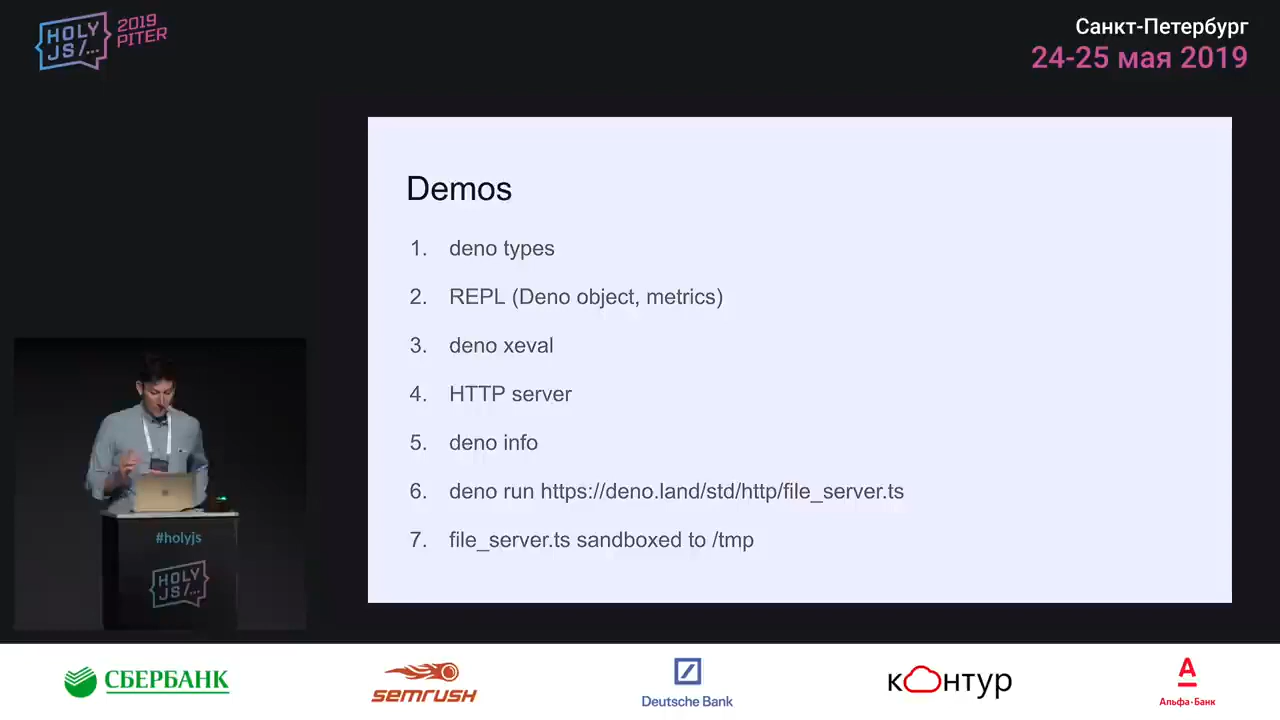 HOLY
JS/...
2019
PITER
Санкт-Петербург
24-25 мая 2019
Demos
1. deno types
2. REPL (Deno object, metrics)
3. deno xeval
4. HTTP server
5. deno info
6. deno run https://deno.land/std/http/file_server.ts
7. file_server.ts sandboxed to /tmp
#holyjs
HOLY
JS/...
СБЕРБАНК
semrush
Deutsche Bank
контур
А
Альфа·Банк